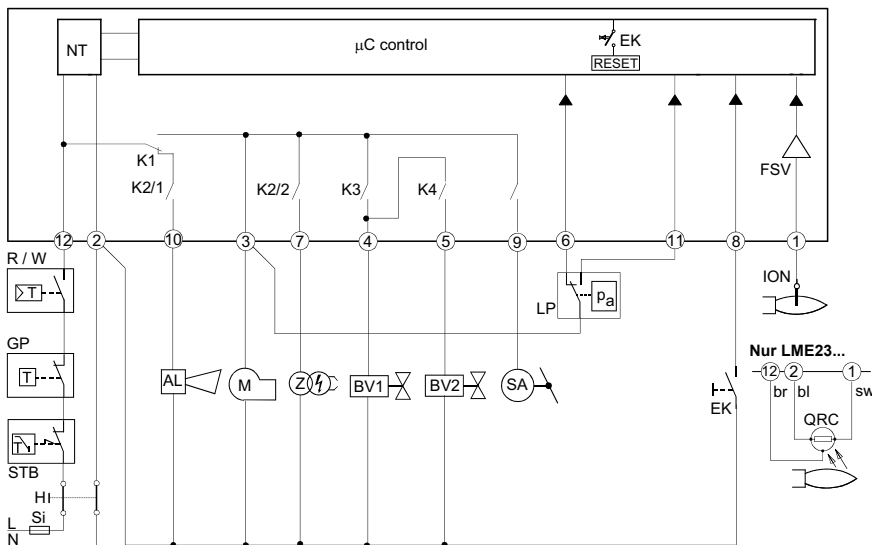 NT
µC control
EK
RESET
FSV
K1
K2/1
K2/2
K3
K4
12
2
10
3
7
4
5
9
6
11
8
1
R / W
T
LP
pa
ION
GP
T
AL
M
Z
BV1
BV2
SA
EK
Nur LME23...
12
2
1
br
bl
sw
QRC
T
STB
H
L
Si
N